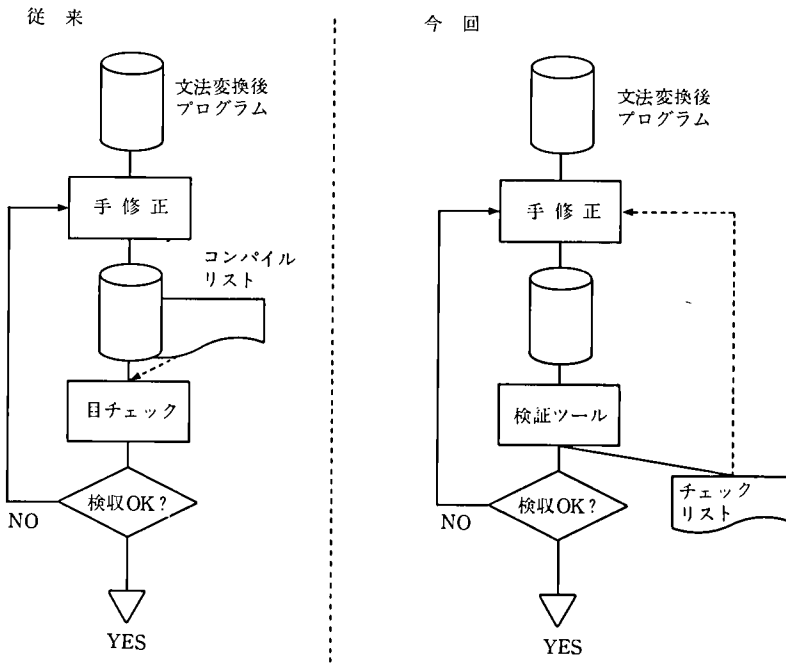 従来
文法変換後
プログラム
手修正
コンパイル
リスト
目チェック
検収OK?
NO
YES
今回
文法変換後
プログラム
手修正
検証ツール
検収OK?
NO
チェック
リスト
YES